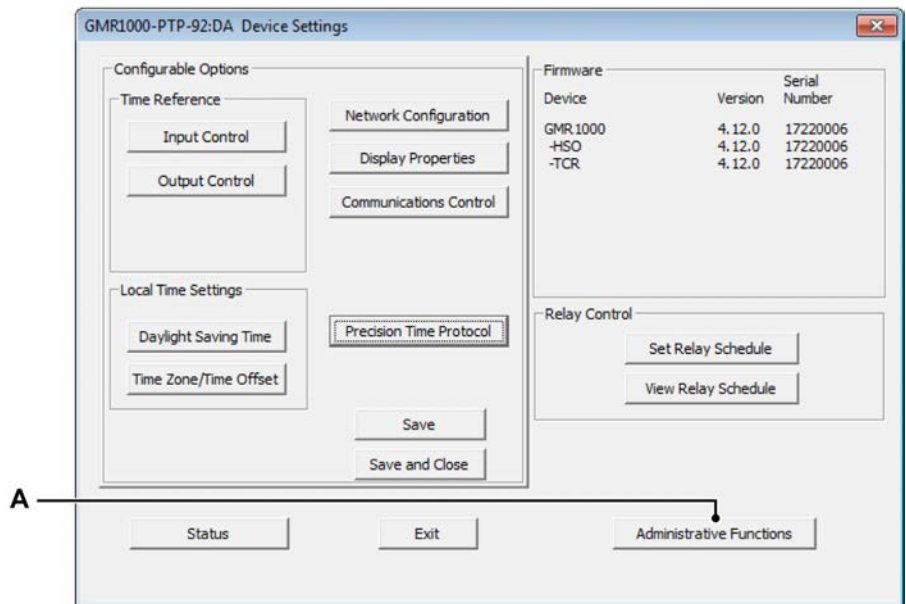 GMR1000-PTP-92:DA Device Settings
Configurable Options
Time Reference
Input Control
Output Control
Network Configuration
Display Properties
Communications Control
Local Time Settings
Daylight Saving Time
Time Zone/Time Offset
Precision Time Protocol
Save
Save and Close
Firmware
Serial
Device Version Number
GMR1000 4.12.0 17220006
-HSO 4.12.0 17220006
-TCR 4.12.0 17220006
Relay Control
Set Relay Schedule
View Relay Schedule
A
Status Exit Administrative Functions